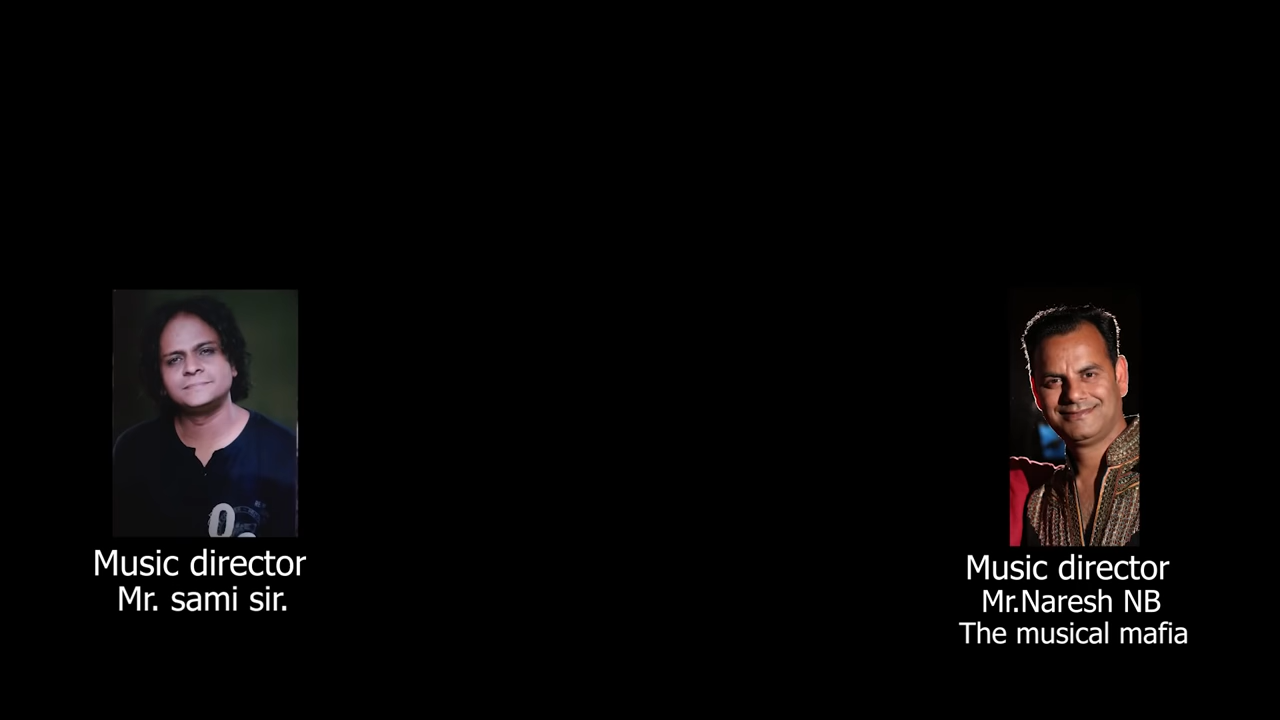 Music director
Mr. sami sir.
Music director
Mr.Naresh NB
The musical mafia